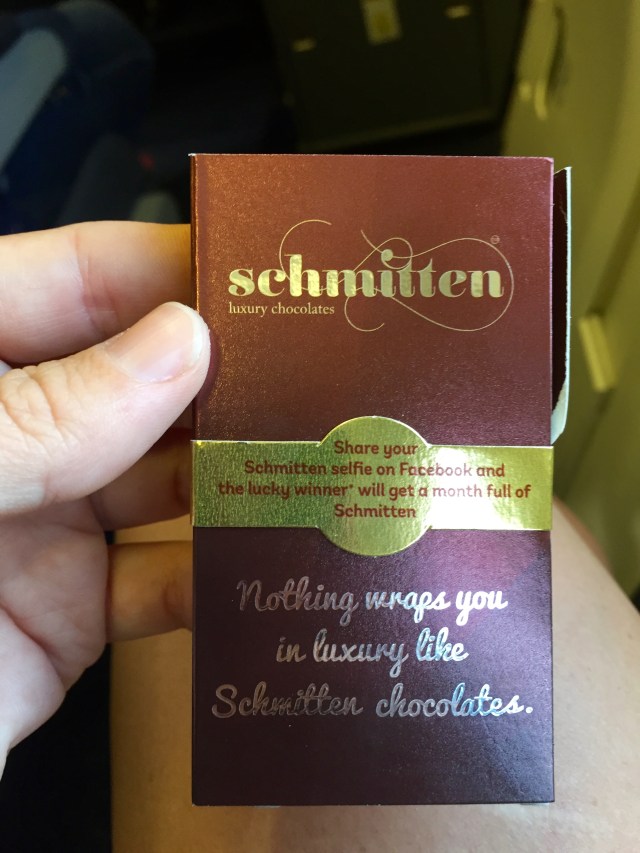 schmitten
luxury chocolates
Share your
Schmitten selfie on Facebook and
the lucky winner* will get a month full of
Schmitten
Nothing wraps you
in luxury like
Schmitten chocolates.